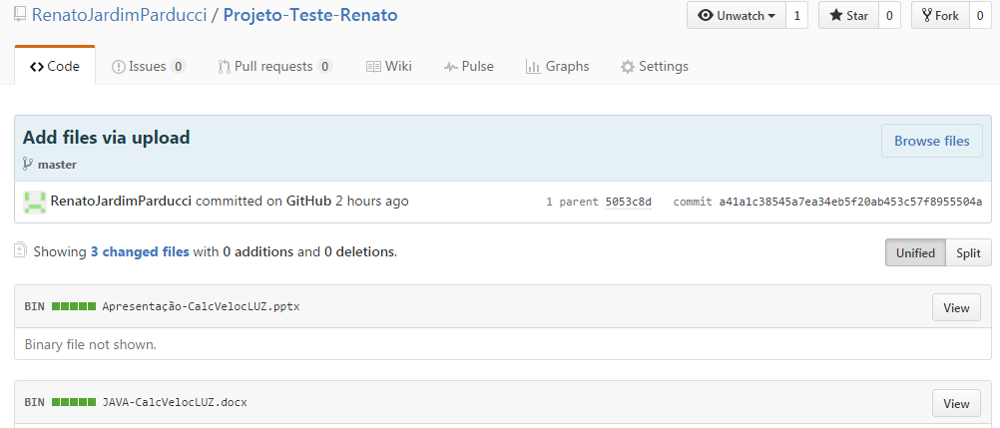 RenatoJardimParducci / Projeto-Teste-Renato
Unwatch 1 Star 0 Fork 0
Code Issues 0 Pull requests 0 Wiki Pulse Graphs Settings
Add files via upload
Browse files
master
RenatoJardimParducci committed on GitHub 2 hours ago 1 parent 5053c8d commit a41a1c38545a7ea34eb5f20ab453c57f8955504a
Showing 3 changed files with 0 additions and 0 deletions.
Unified Split
BIN Apresentação-CalcVelocLUZ.pptx View
Binary file not shown.
BIN JAVA-CalcVelocLUZ.docx View